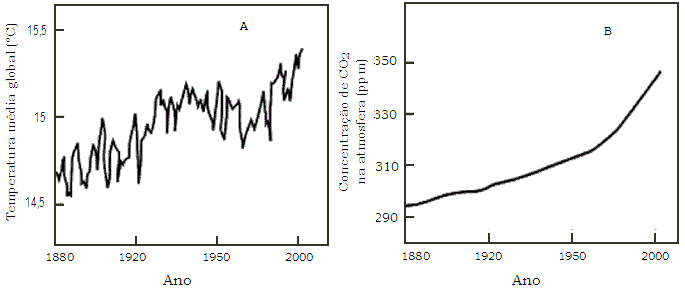 A
Temperatura média global (°C)
15,5
15
14,5
1880
1920
1950
2000
Ano
B
Concentração de CO2
na atmosfera (ppm)
350
330
310
290
1880
1920
1950
2000
Ano